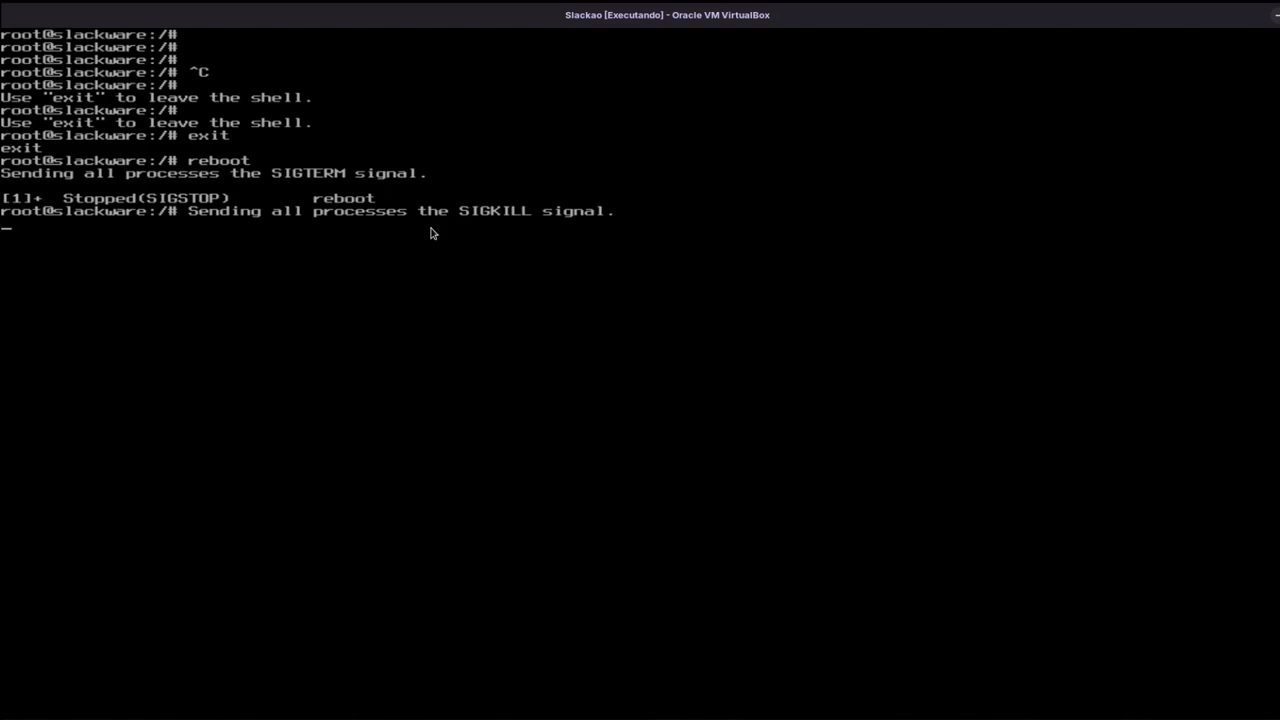 Slackao [Executando] - Oracle VM VirtualBox
root@slackware:/#
root@slackware:/#
root@slackware:/#
root@slackware:/# ^C
root@slackware:/#
Use "exit" to leave the shell.
root@slackware:/#
Use "exit" to leave the shell.
root@slackware:/# exit
exit
root@slackware:/# reboot
Sending all processes the SIGTERM signal.
[1]+  Stopped(SIGSTOP)        reboot
root@slackware:/# Sending all processes the SIGKILL signal.